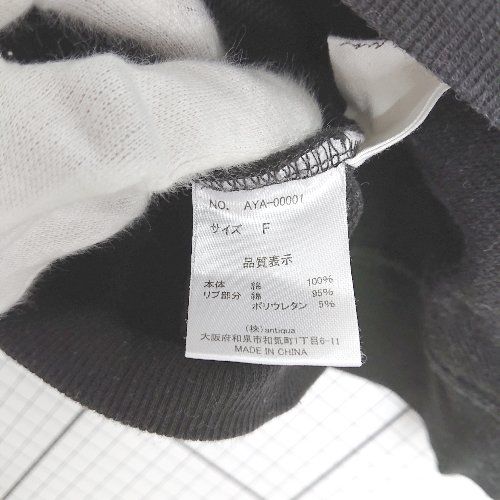 NO. AYA-00001
サイズ F
品質表示
本体 綿 100%
リブ部分 綿 95%
ポリウレタン 5%
(株)antiqua
大阪府和泉市和気町1丁目6-11
MADE IN CHINA